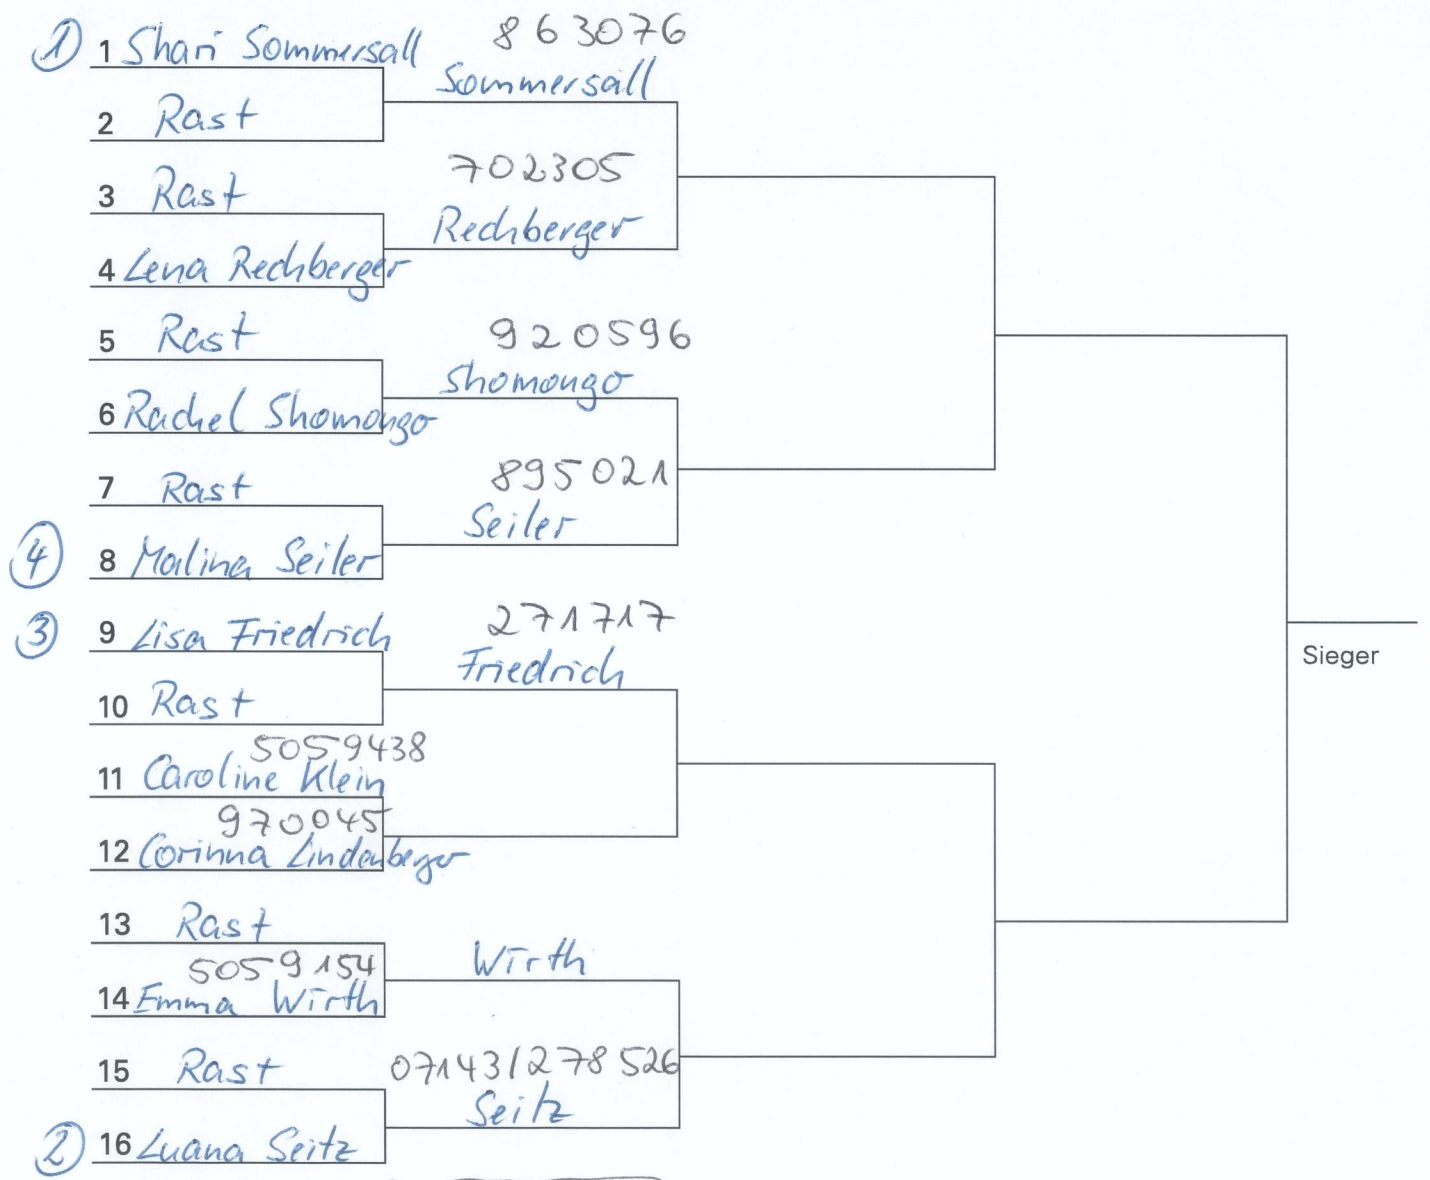 ① 1 Shari Sommersall
863076
Sommersall
2 Rast
3 Rast
702305
Rechberger
4 Lena Rechberger
5 Rast
920596
Shomongo
6 Rachel Shomongo
7 Rast
895021
Seiler
④ 8 Malina Seiler
③ 9 Lisa Friedrich
271717
Friedrich
10 Rast
5059438
11 Caroline Klein
970045
12 Corinna Lindenberger
13 Rast
5059154
14 Emma Wirth
Wirth
15 Rast
07143/278526
Seitz
② 16 Luana Seitz
Sieger